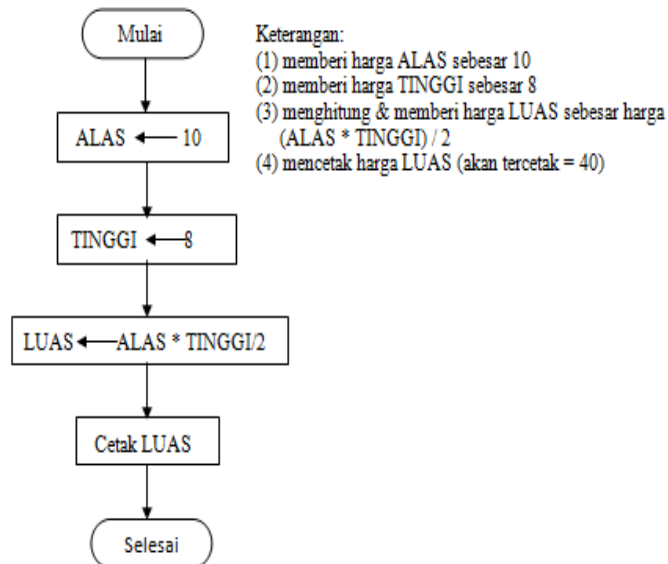 Mulai
ALAS ← 10
TINGGI ← 8
LUAS ← ALAS * TINGGI/2
Cetak LUAS
Selesai
Keterangan:
(1) memberi harga ALAS sebesar 10
(2) memberi harga TINGGI sebesar 8
(3) menghitung & memberi harga LUAS sebesar harga
(ALAS * TINGGI) / 2
(4) mencetak harga LUAS (akan tercetak = 40)